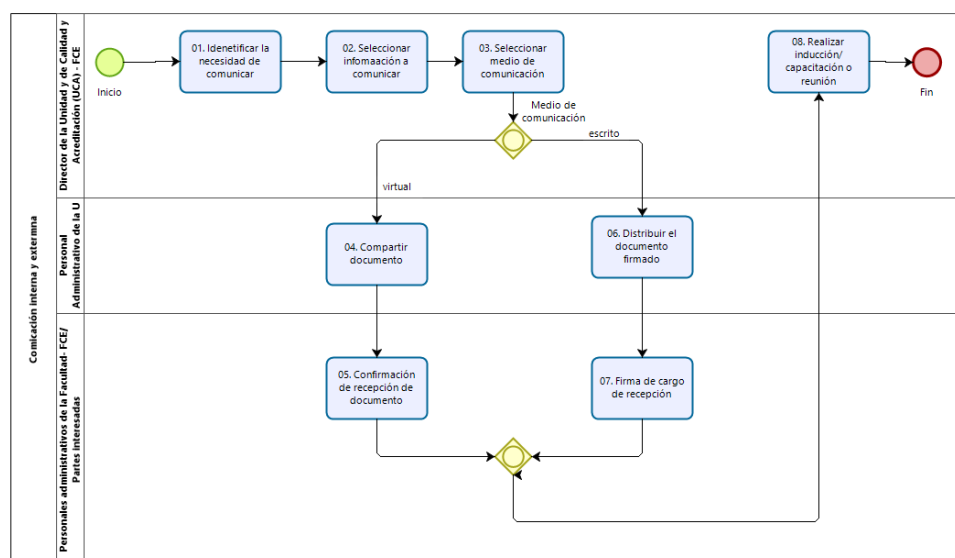 Comicación interna y extermna
Director de la Unidad y de Calidad y
Acreditación (UCA) - FCE
Inicio
01. Idenetificar la
necesidad de
comunicar
02. Seleccionar
infomaación a
comunicar
03. Seleccionar
medio de
comunicación
08. Realizar
inducción/
capacitación o
reunión
Fin
Medio de
comunicación
escrito
virtual
Personal
Administrativo de la U
04. Compartir
documento
06. Distribuir el
documento
firmado
Personales administrativos de la Facultad- FCE/
Partes interesadas
05. Confirmación
de recepción de
documento
07. Firma de cargo
de recepción